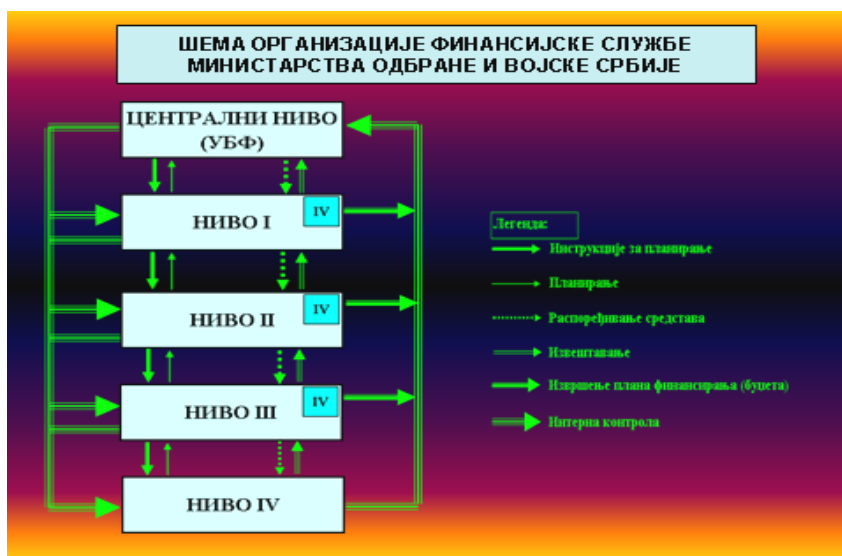 ШЕМА ОРГАНИЗАЦИЈЕ ФИНАНСИЈСКЕ СЛУЖБЕ
МИНИСТАРСТВА ОДБРАНЕ И ВОЈСКЕ СРБИЈЕ
ЦЕНТРАЛНИ НИВО
(УБФ)
НИВО I
IV
НИВО II
IV
НИВО III
IV
НИВО IV
Легенда:
Инструкције за планирање
Планирање
Распоређивање средстава
Извештавање
Извршење плана финансирања (буџета)
Интерна контрола